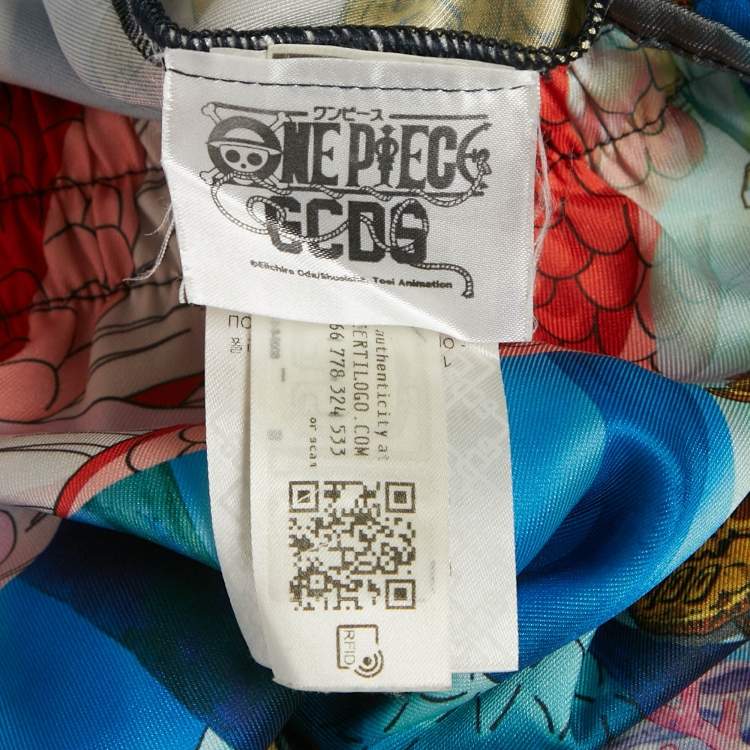 ワンピース
ONE PIECE
GCDS
©Eiichiro Oda/Shueisha, Toei Animation
authenticity at
CERTILOGO.COM
66 778 324 533
or scan
RFID